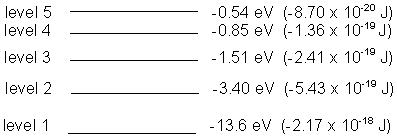 level 5 -0.54 eV (-8.70 x 10⁻²⁰ J)
level 4 -0.85 eV (-1.36 x 10⁻¹⁹ J)
level 3 -1.51 eV (-2.41 x 10⁻¹⁹ J)
level 2 -3.40 eV (-5.43 x 10⁻¹⁹ J)
level 1 -13.6 eV (-2.17 x 10⁻¹⁸ J)